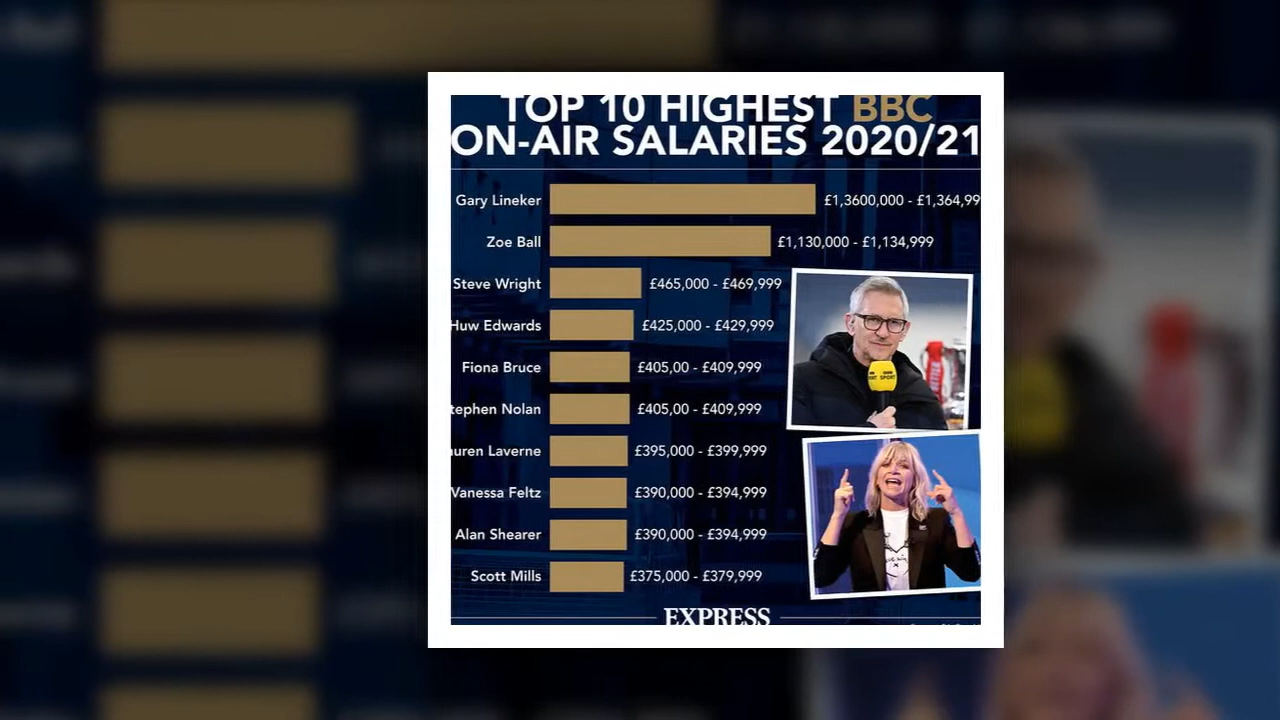 TOP 10 HIGHEST BBC
ON-AIR SALARIES 2020/21
Gary Lineker £1,3600,000 - £1,364,99
Zoe Ball £1,130,000 - £1,134,999
Steve Wright £465,000 - £469,999
Huw Edwards £425,000 - £429,999
Fiona Bruce £405,00 - £409,999
tephen Nolan £405,00 - £409,999
uren Laverne £395,000 - £399,999
Vanessa Feltz £390,000 - £394,999
Alan Shearer £390,000 - £394,999
Scott Mills £375,000 - £379,999
EXPRESS
SPORT